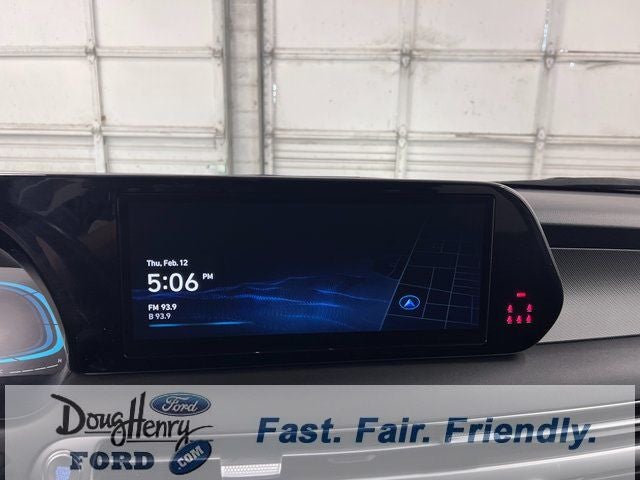 Thu, Feb. 12
5:06 PM
FM 93.9
B 93.9
Doug Henry
Ford
FORD
.COM
Fast. Fair. Friendly.